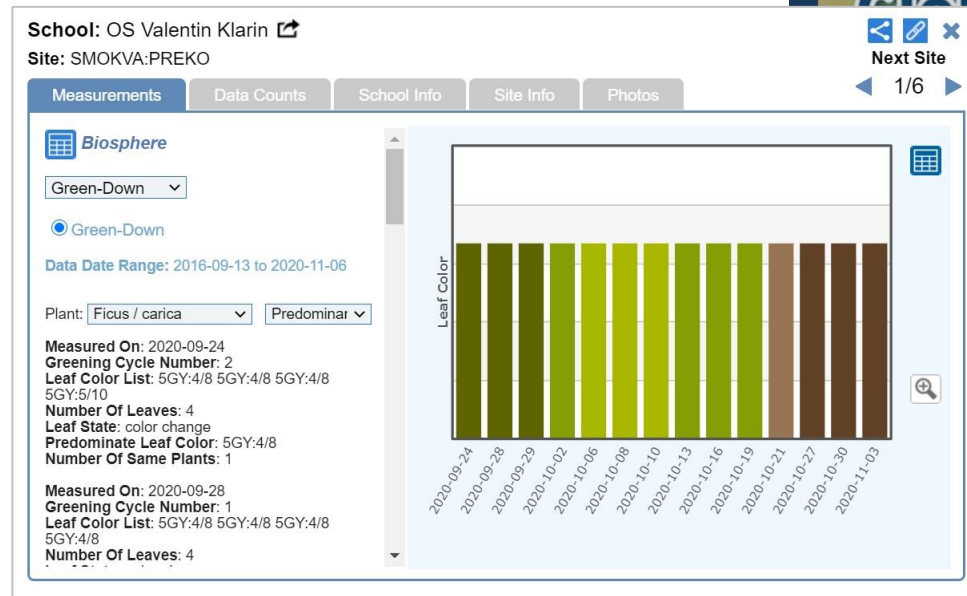 School: OS Valentin Klarin
Site: SMOKVA:PREKO
Next Site
1/6
Measurements
Data Counts
School Info
Site Info
Photos
Biosphere
Green-Down
Green-Down
Data Date Range: 2016-09-13 to 2020-11-06
Plant: Ficus / carica
Predominar
Measured On: 2020-09-24
Greening Cycle Number: 2
Leaf Color List: 5GY:4/8 5GY:4/8 5GY:4/8
5GY:5/10
Number Of Leaves: 4
Leaf State: color change
Predominate Leaf Color: 5GY:4/8
Number Of Same Plants: 1
Measured On: 2020-09-28
Greening Cycle Number: 1
Leaf Color List: 5GY:4/8 5GY:4/8 5GY:4/8
5GY:4/8
Number Of Leaves: 4
Leaf Color
2020-09-24
2020-09-28
2020-09-29
2020-10-02
2020-10-06
2020-10-08
2020-10-10
2020-10-13
2020-10-16
2020-10-19
2020-10-21
2020-10-27
2020-10-30
2020-11-03